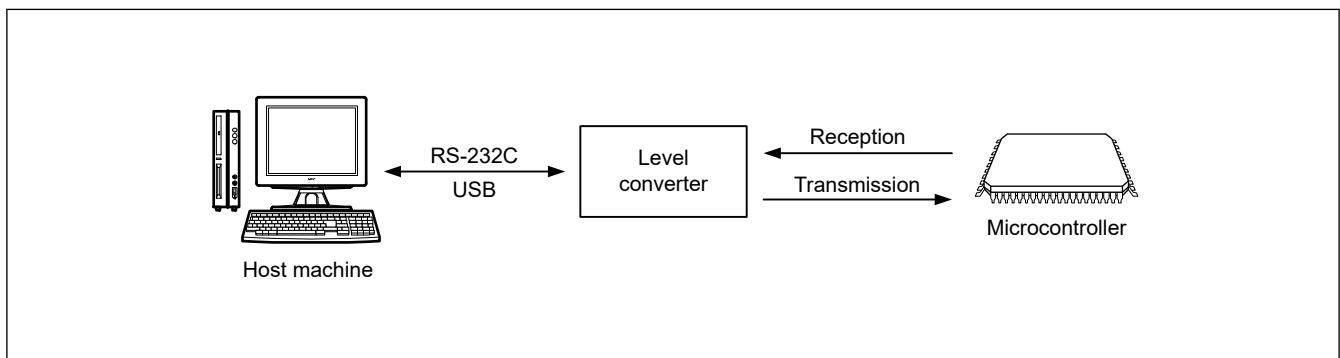 RS-232C
USB
Level
converter
Reception
Transmission
Microcontroller
Host machine